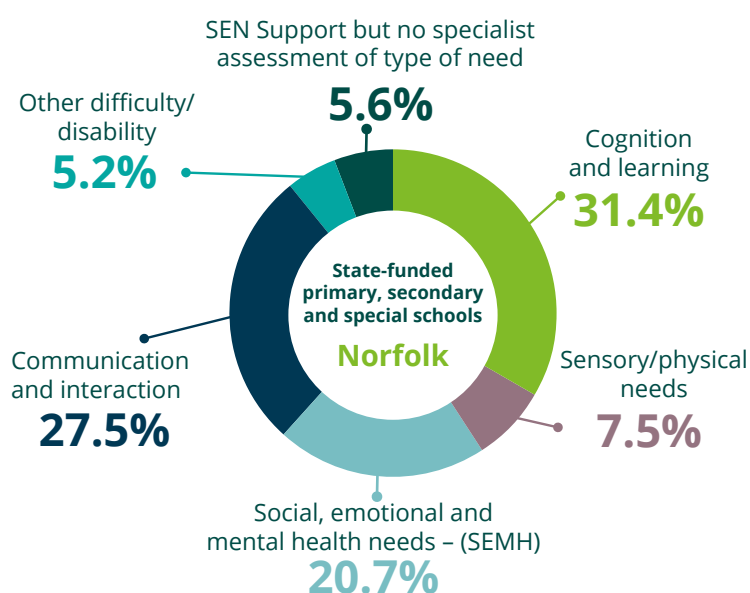 SEN Support but no specialist
assessment of type of need
5.6%
Other difficulty/
disability
5.2%
Cognition
and learning
31.4%
State-funded
primary, secondary
and special schools
Norfolk
Communication
and interaction
27.5%
Sensory/physical
needs
7.5%
Social, emotional and
mental health needs – (SEMH)
20.7%